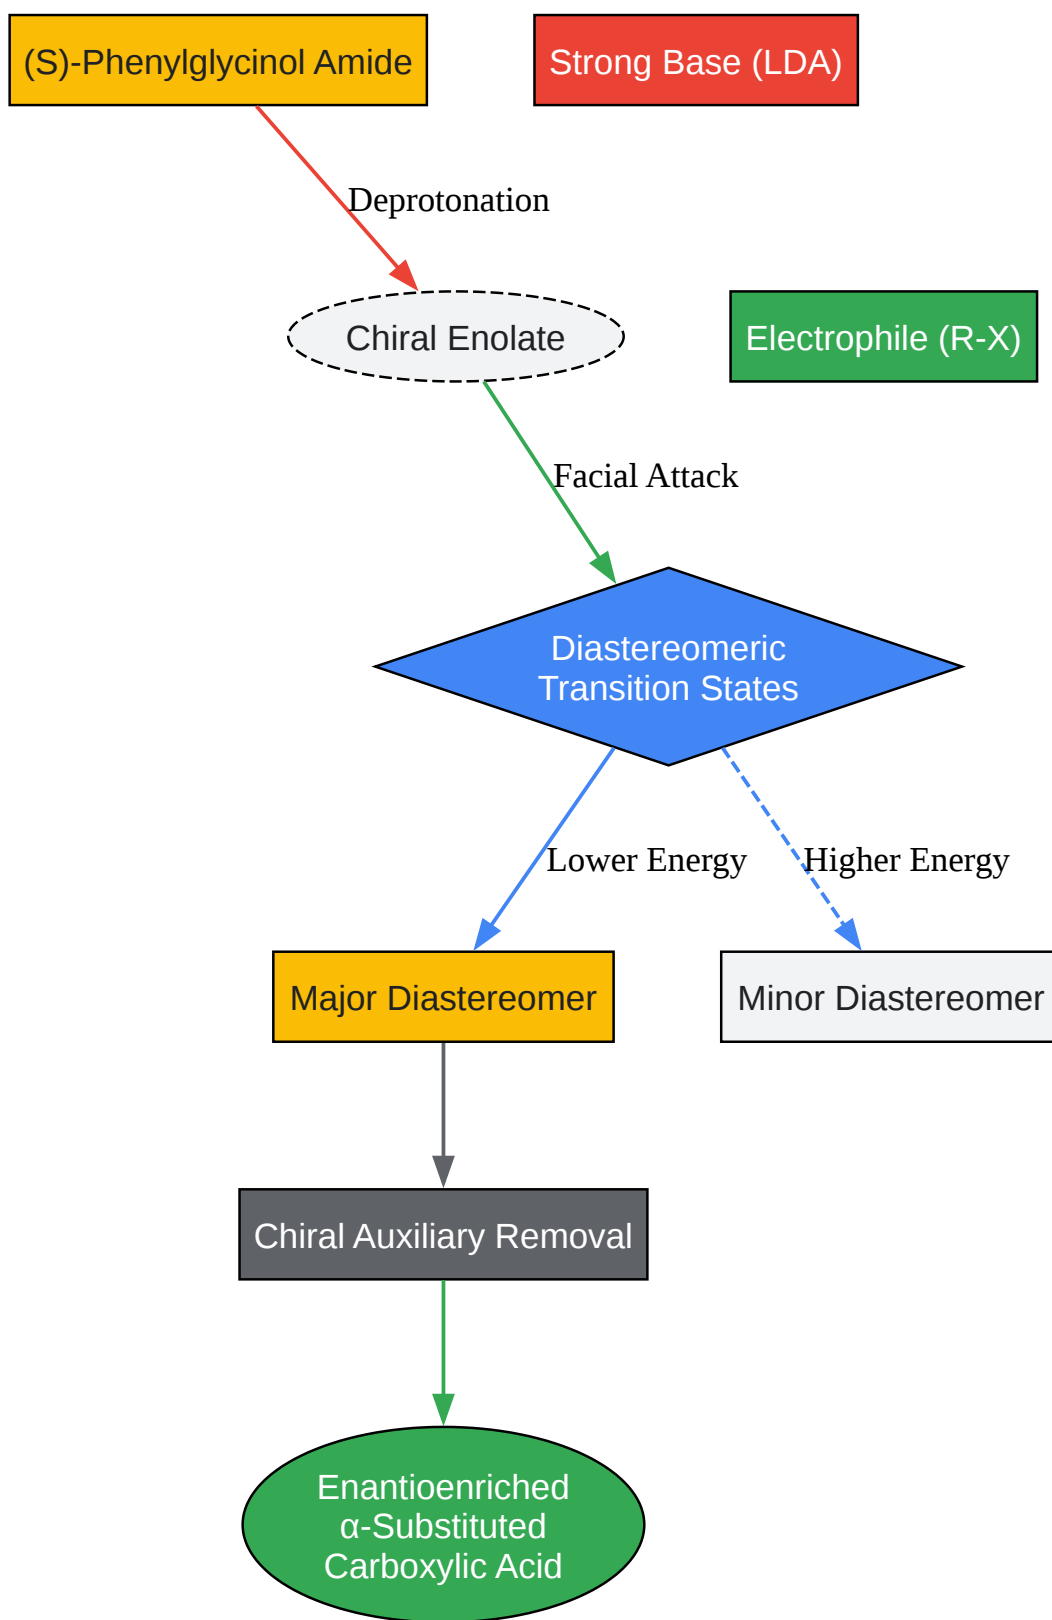 (S)-Phenylglycinol Amide
Strong Base (LDA)
Deprotonation
Chiral Enolate
Electrophile (R-X)
Facial Attack
Diastereomeric
Transition States
Lower Energy
Higher Energy
Major Diastereomer
Minor Diastereomer
Chiral Auxiliary Removal
Enantioenriched
α-Substituted
Carboxylic Acid